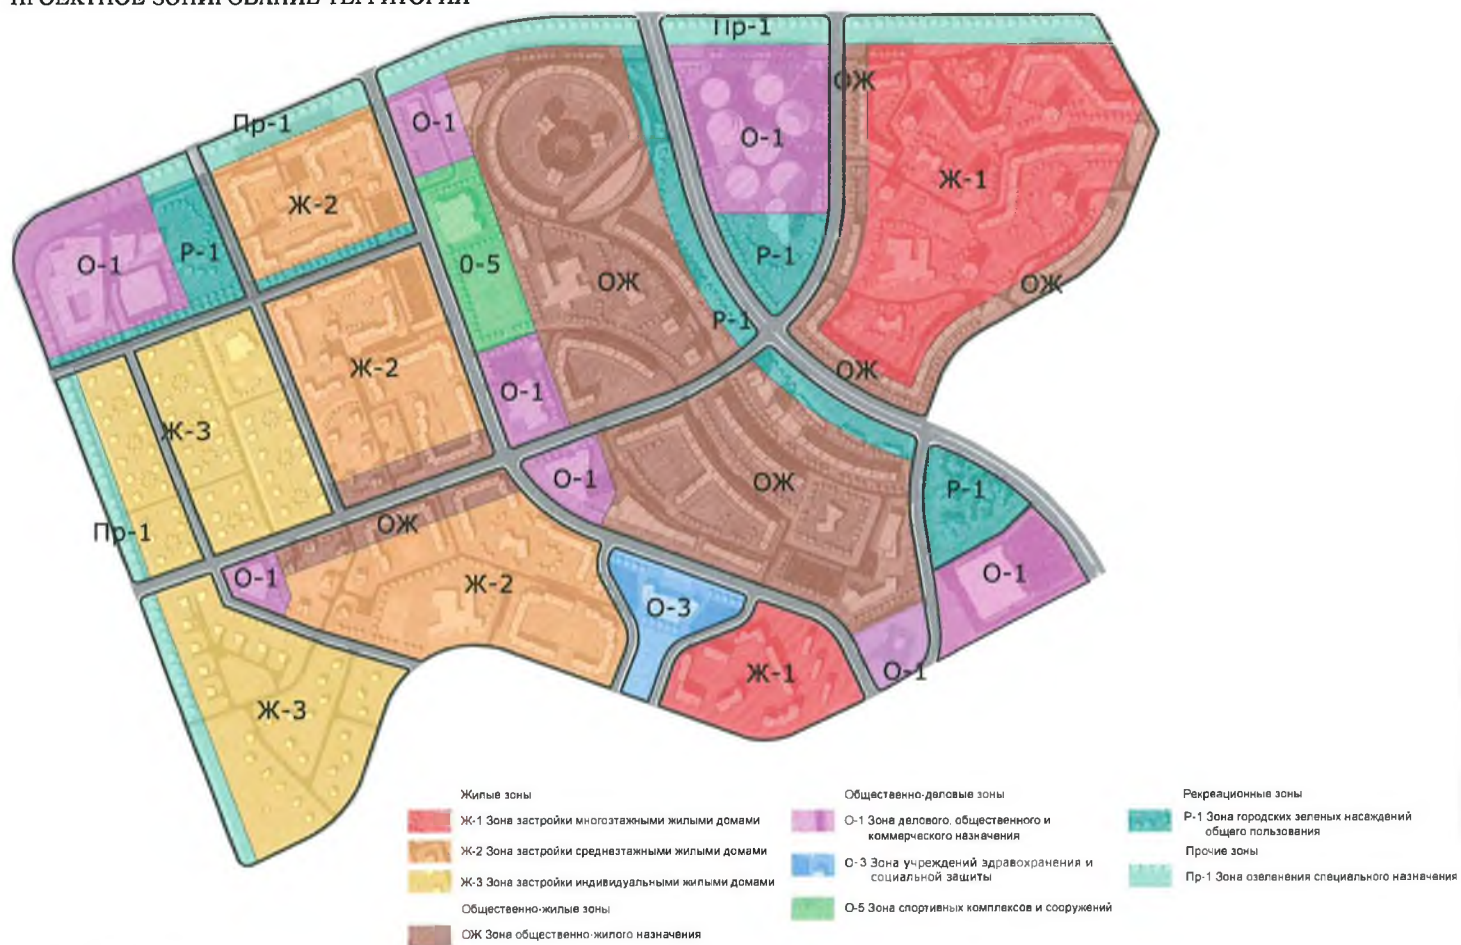 ПРОЕКТНОЕ ЗОНИРОВАНИЕ ТЕРРИТОРИИ
Пр-1
ОЖ
Пр-1
О-1
О-1
Ж-2
Ж-1
О-1
Р-1
0-5
ОЖ
Р-1
ОЖ
Р-1
Ж-2
О-1
ОЖ
Ж-3
О-1
ОЖ
Р-1
Пр-1
ОЖ
О-1
Ж-2
О-3
О-1
Ж-1
О-1
Ж-3
Жилые зоны
Ж-1 Зона застройки многоэтажными жилыми домами
Ж-2 Зона застройки среднеэтажными жилыми домами
Ж-3 Зона застройки индивидуальными жилыми домами
Общественно-жилые зоны
ОЖ Зона общественно-жилого назначения
Общественно-деловые зоны
О-1 Зона делового, общественного и
коммерческого назначения
О-3 Зона учреждений здравохранения и
социальной защиты
О-5 Зона спортивных комплексов и сооружений
Рекреационные зоны
Р-1 Зона городских зеленых насаждений
общего пользования
Прочие зоны
Пр-1 Зона озеленения специального назначения